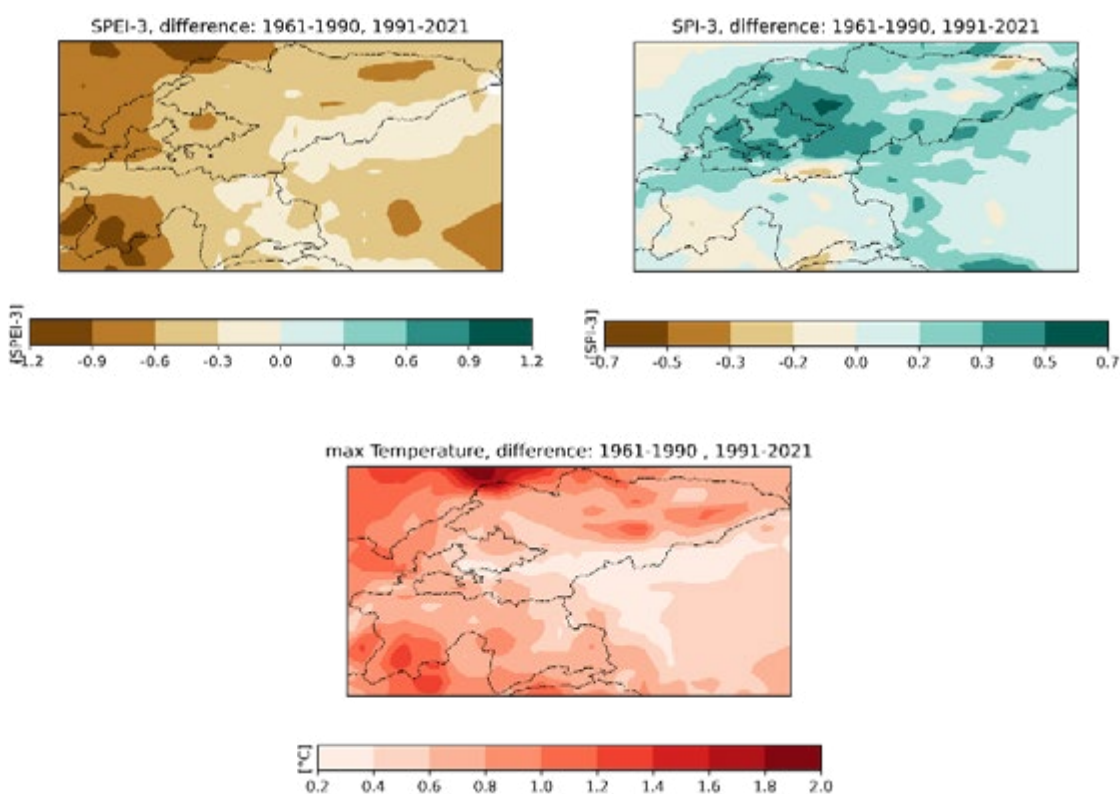 SPEI-3, difference: 1961-1990, 1991-2021
SPI-3, difference: 1961-1990, 1991-2021
[SPEI-3]
-1.2 -0.9 -0.6 -0.3 0.0 0.3 0.6 0.9 1.2
[SPI-3]
-0.7 -0.5 -0.3 -0.2 0.0 0.2 0.3 0.5 0.7
max Temperature, difference: 1961-1990 , 1991-2021
[°C]
0.2 0.4 0.6 0.8 1.0 1.2 1.4 1.6 1.8 2.0